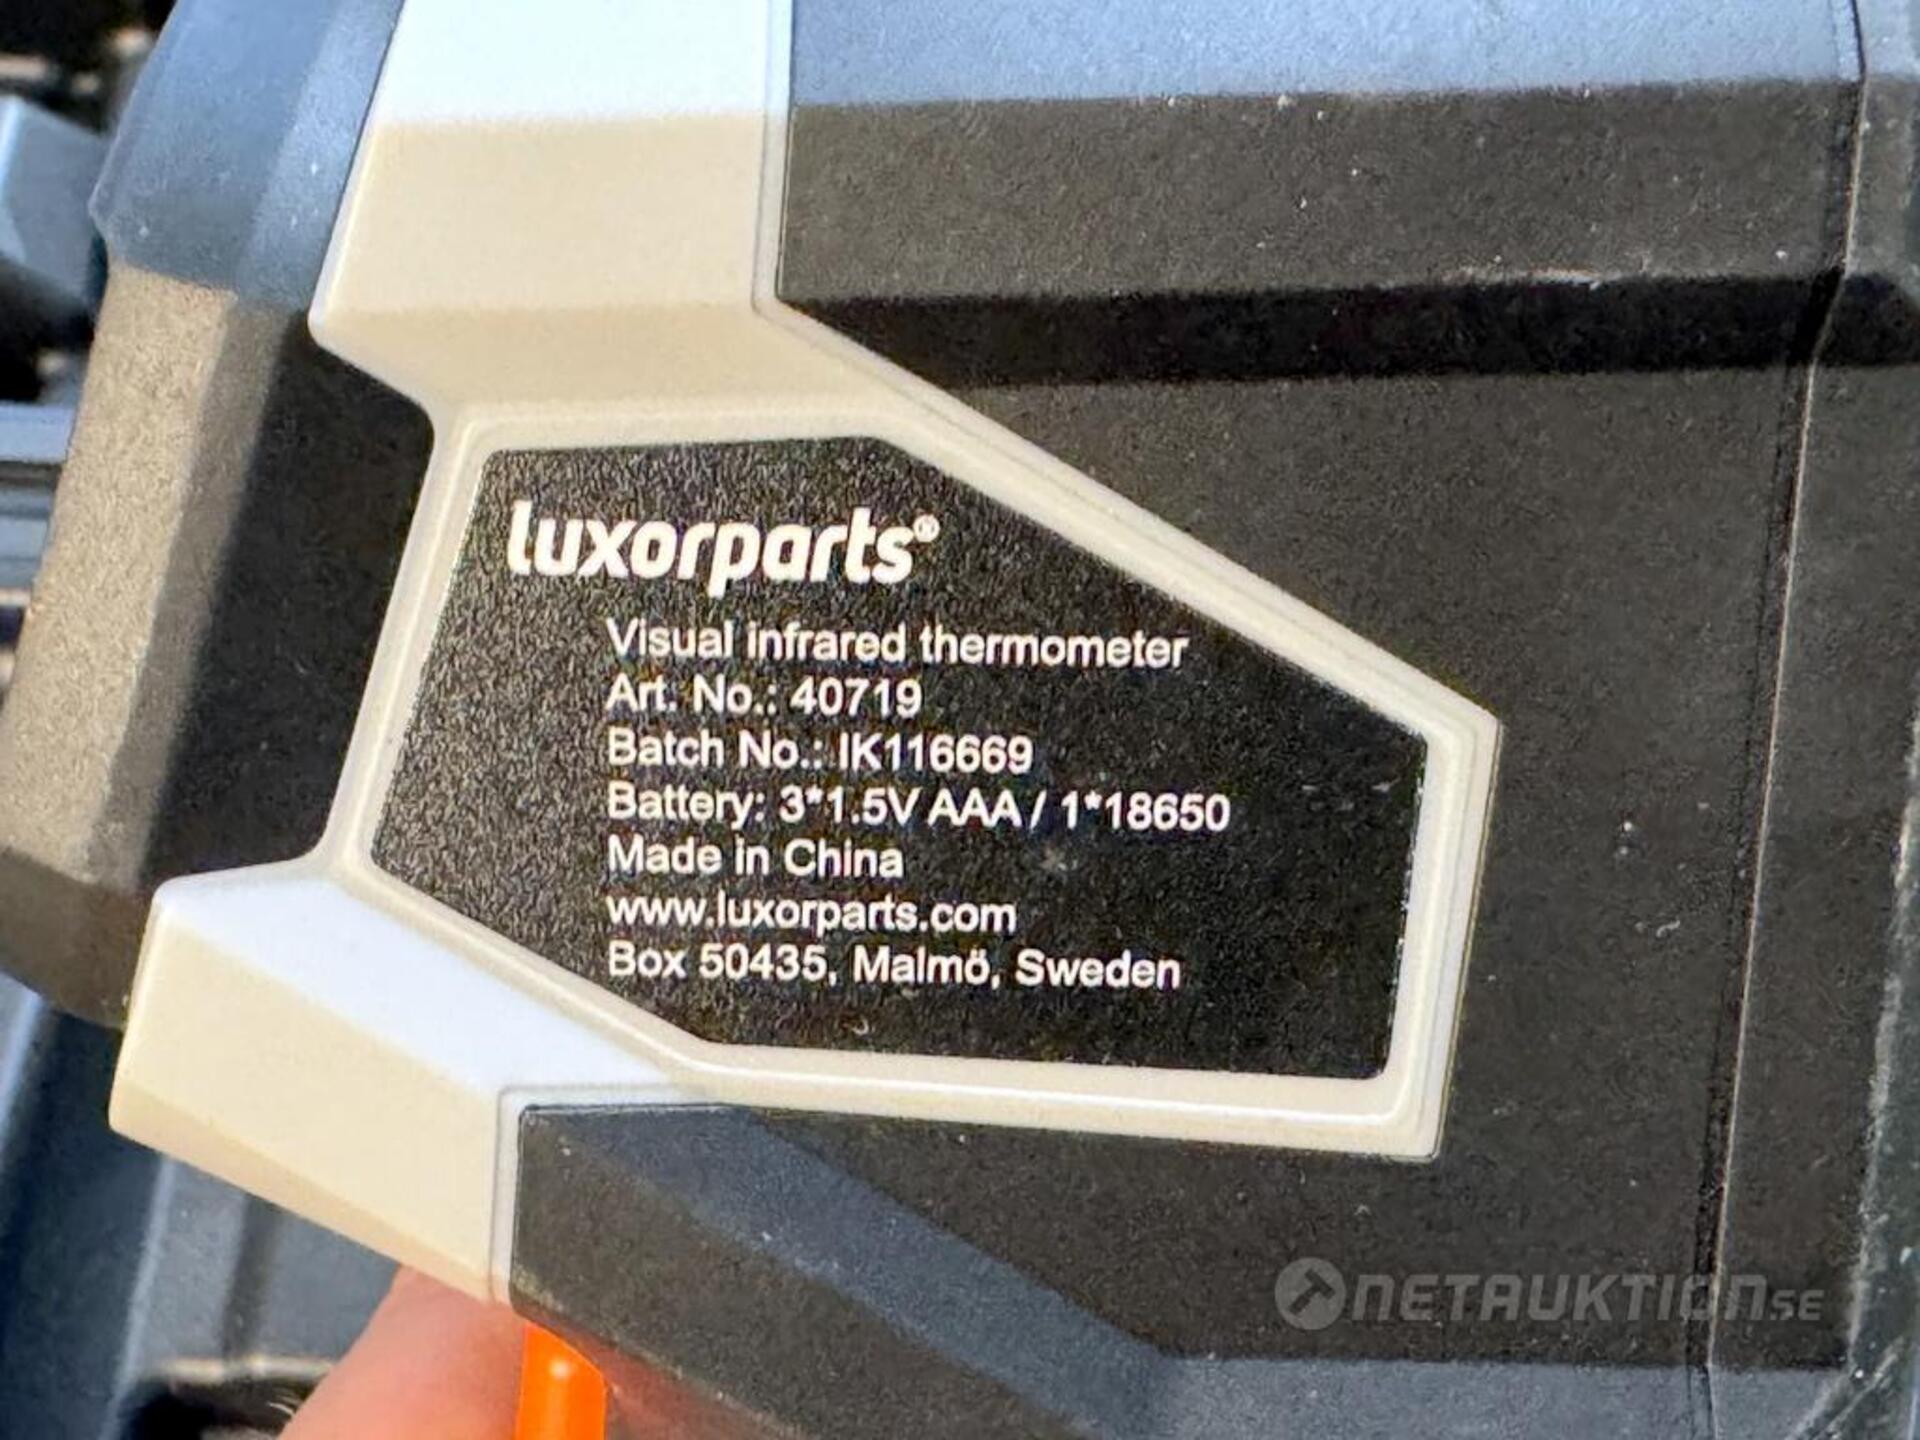 luxorparts®
Visual infrared thermometer
Art. No.: 40719
Batch No.: IK116669
Battery: 3*1.5V AAA / 1*18650
Made in China
www.luxorparts.com
Box 50435, Malmö, Sweden
NETAUKTION.SE